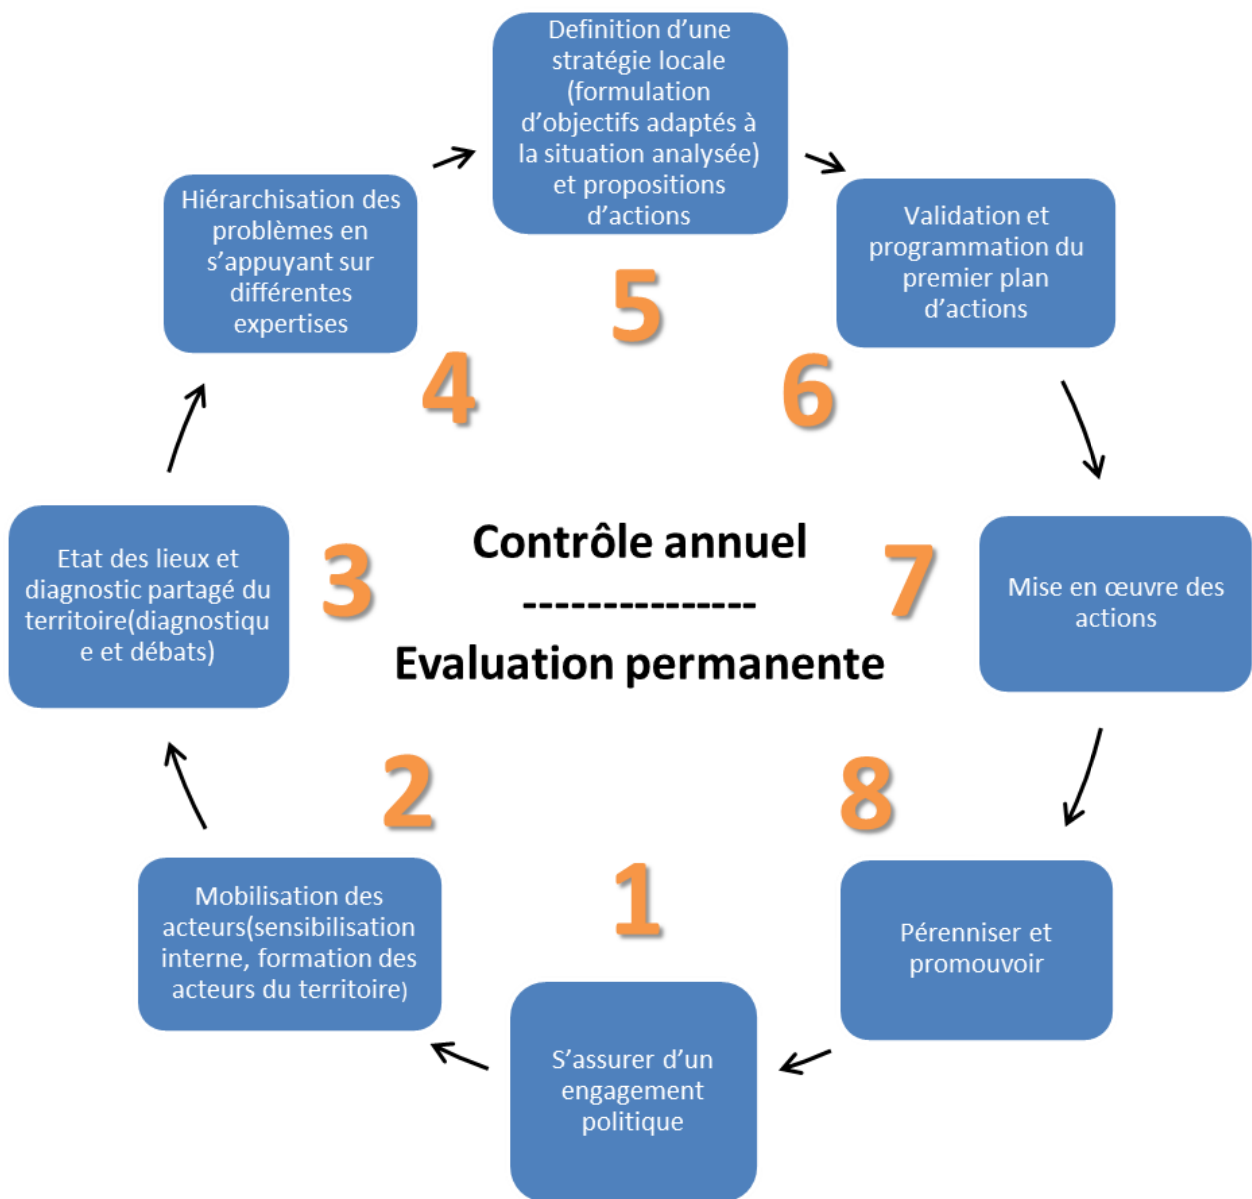 Definition d’une
stratégie locale
(formulation
d’objectifs adaptés à
la situation analysée)
et propositions
d’actions
Hiérarchisation des
problèmes en
s’appuyant sur
différentes
expertises
Validation et
programmation du
premier plan
d’actions
5
4
6
Etat des lieux et
diagnostic partagé du
territoire(diagnostiqu
e et débats)
3
Contrôle annuel
---------------
Evaluation permanente
7
Mise en œuvre des
actions
2
8
1
Mobilisation des
acteurs(sensibilisation
interne, formation des
acteurs du territoire)
Pérenniser et
promouvoir
S’assurer d’un
engagement
politique